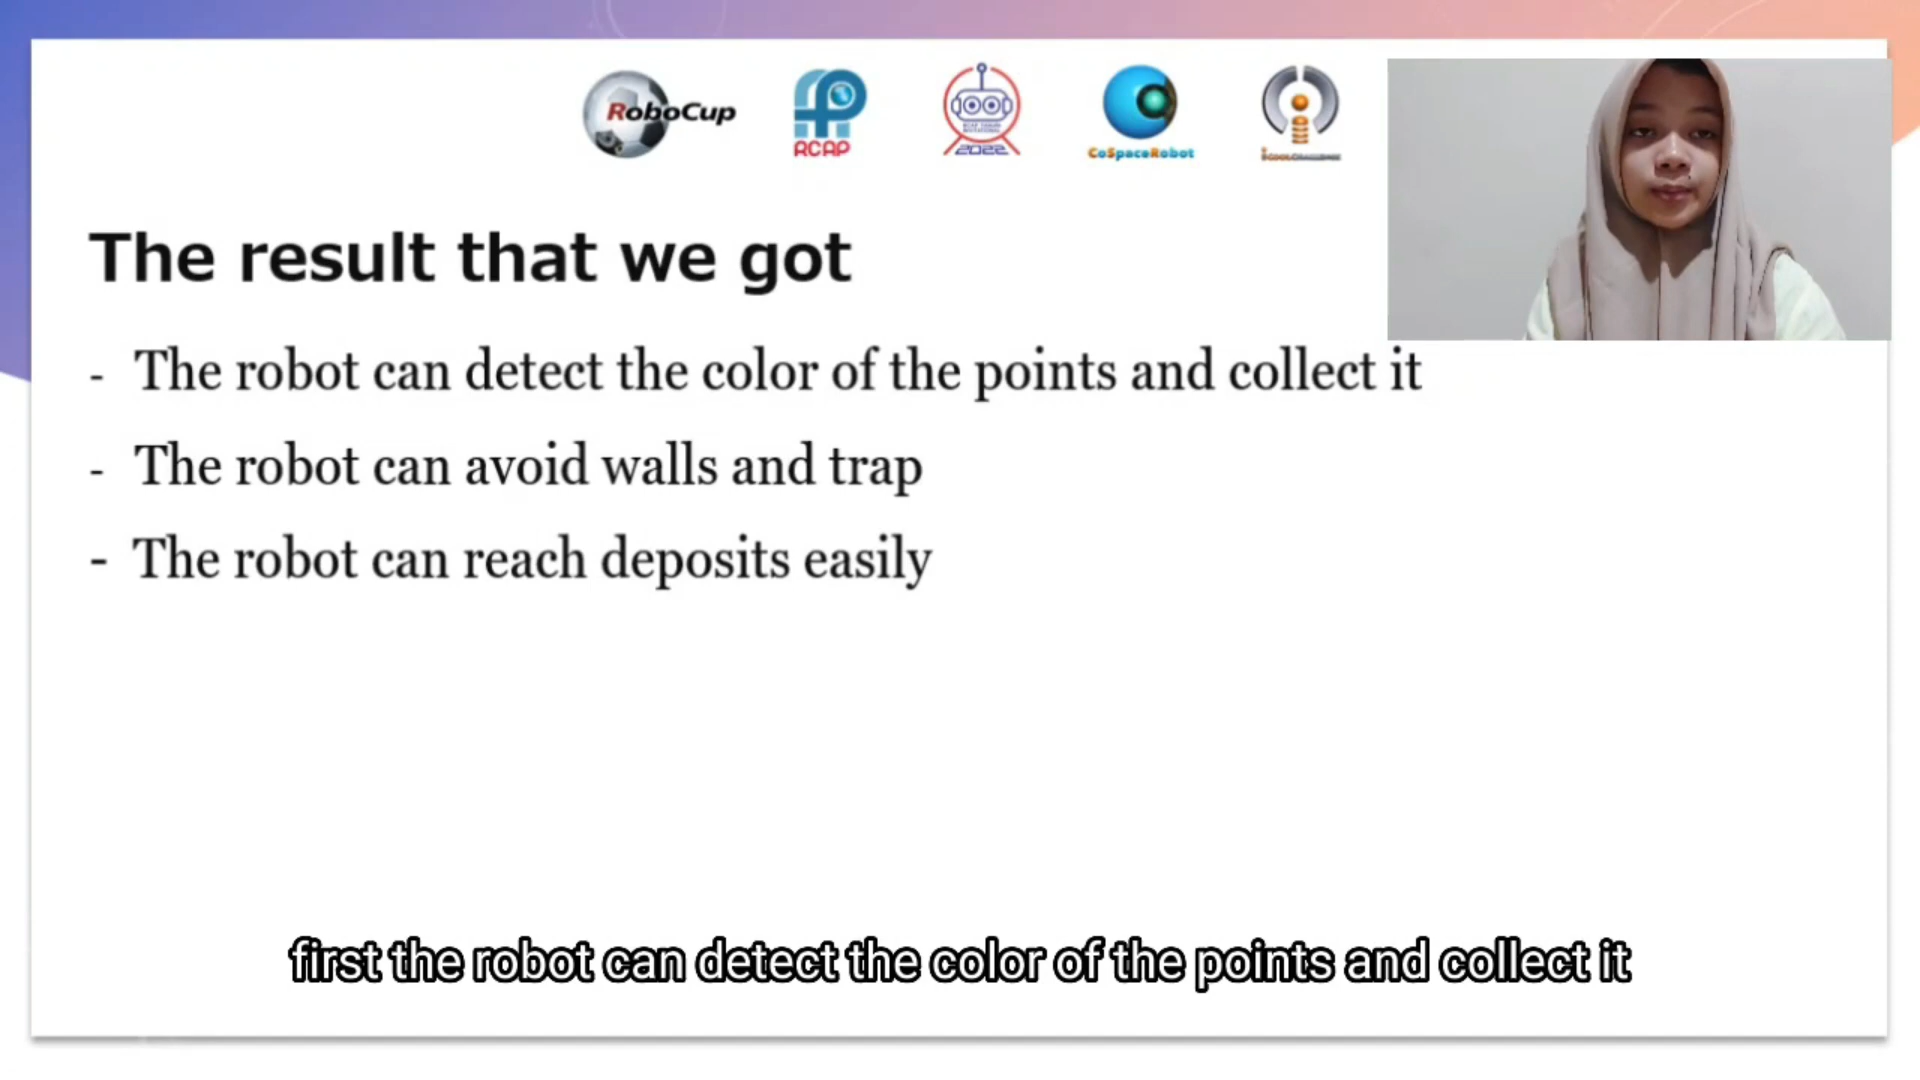 RoboCup
RCAP
2022
CoSpaceRobot
The result that we got
- The robot can detect the color of the points and collect it
- The robot can avoid walls and trap
- The robot can reach deposits easily
first the robot can detect the color of the points and collect it